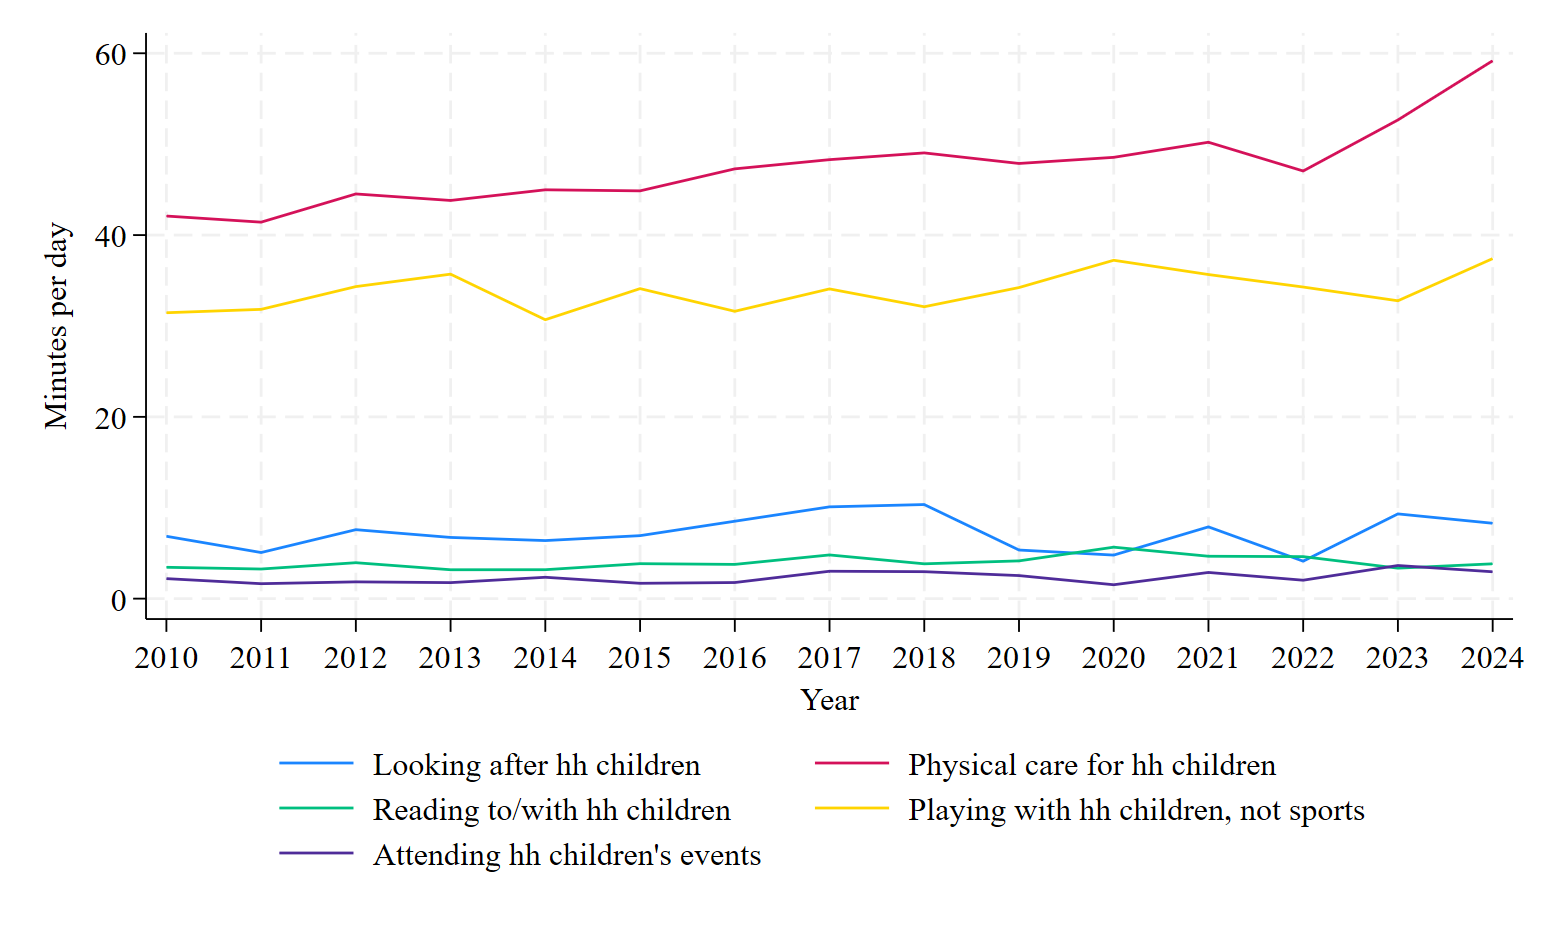 60
40
20
0
Minutes per day
2010 2011 2012 2013 2014 2015 2016 2017 2018 2019 2020 2021 2022 2023 2024
Year
Looking after hh children
Physical care for hh children
Reading to/with hh children
Playing with hh children, not sports
Attending hh children's events